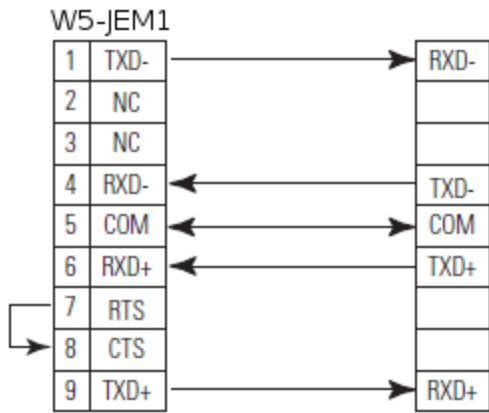 W5-JEM1
1 TXD- RXD-
2 NC
3 NC
4 RXD- TXD-
5 COM COM
6 RXD+ TXD+
7 RTS
8 CTS
9 TXD+ RXD+